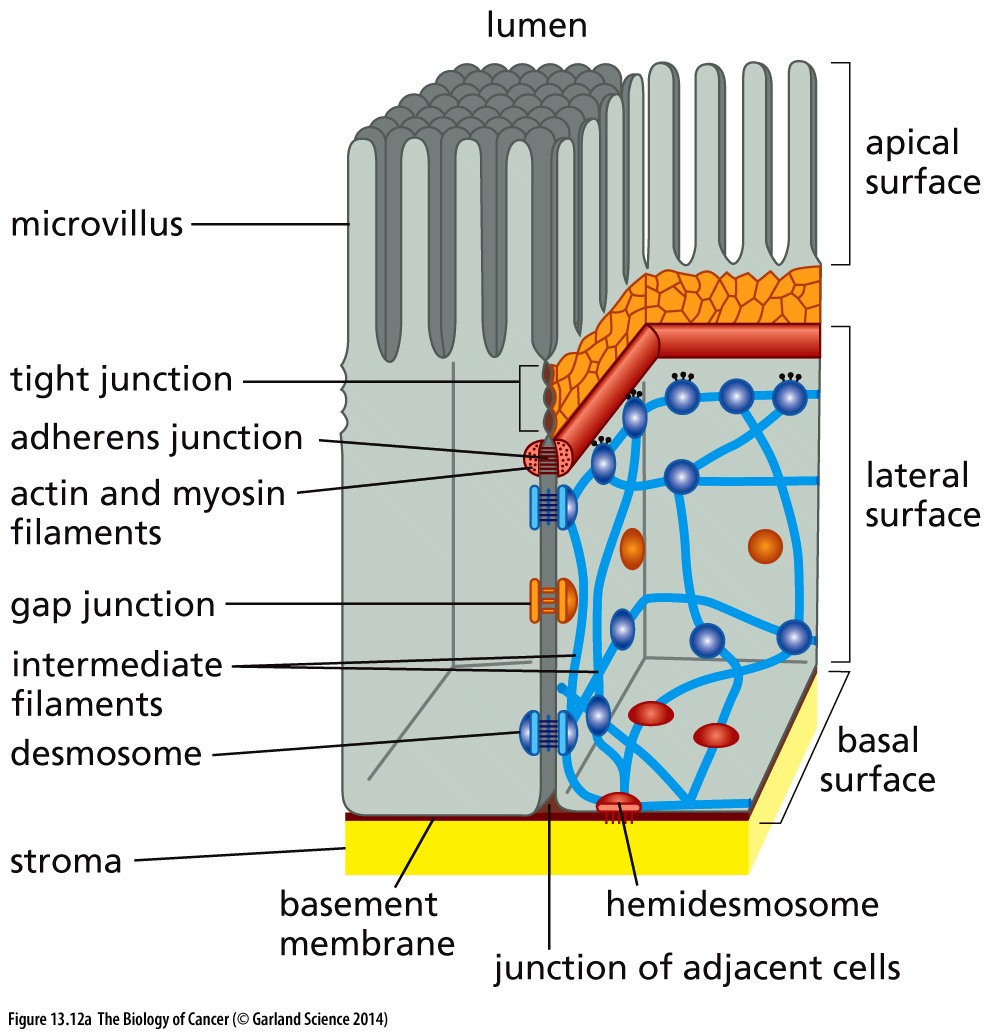 lumen
apical
surface
microvillus
tight junction
adherens junction
actin and myosin
filaments
lateral
surface
gap junction
intermediate
filaments
desmosome
basal
surface
stroma
basement
membrane
hemidesmosome
junction of adjacent cells
Figure 13.12a The Biology of Cancer (© Garland Science 2014)